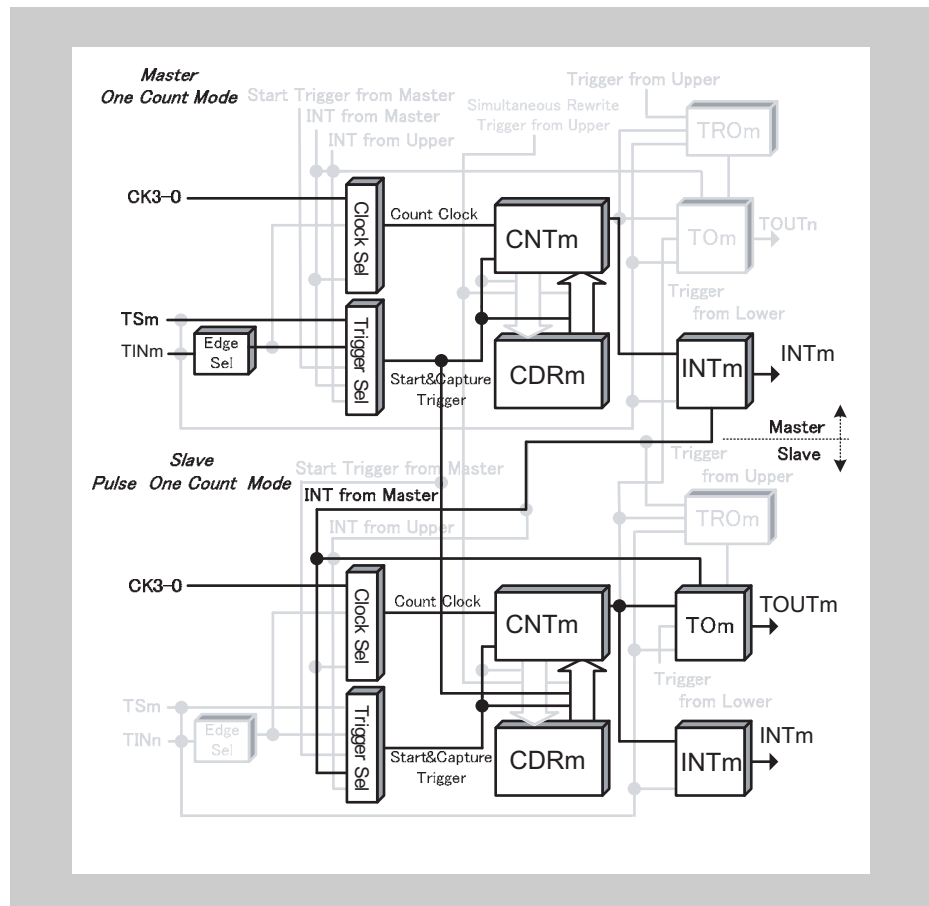 Master
One Count Mode
Start Trigger from Master
INT from Master
INT from Upper
Simultaneous Rewrite
Trigger from Upper
Trigger from Upper
TROm
CK3-0
Clock Sel
Count Clock
CNTm
TOm
TOUTn
Trigger
from Lower
TSm
TINm
Edge
Sel
Trigger Sel
Start&Capture
Trigger
CDRm
INTm
INTm
Master
Slave
Slave
Pulse One Count Mode
Start Trigger from Master
INT from Master
INT from Upper
Trigger
from Upper
TROm
CK3-0
Clock Sel
Count Clock
CNTm
TOm
TOUTm
Trigger
from Lower
TSm
TINn
Edge
Sel
Trigger Sel
Start&Capture
Trigger
CDRm
INTm
INTm